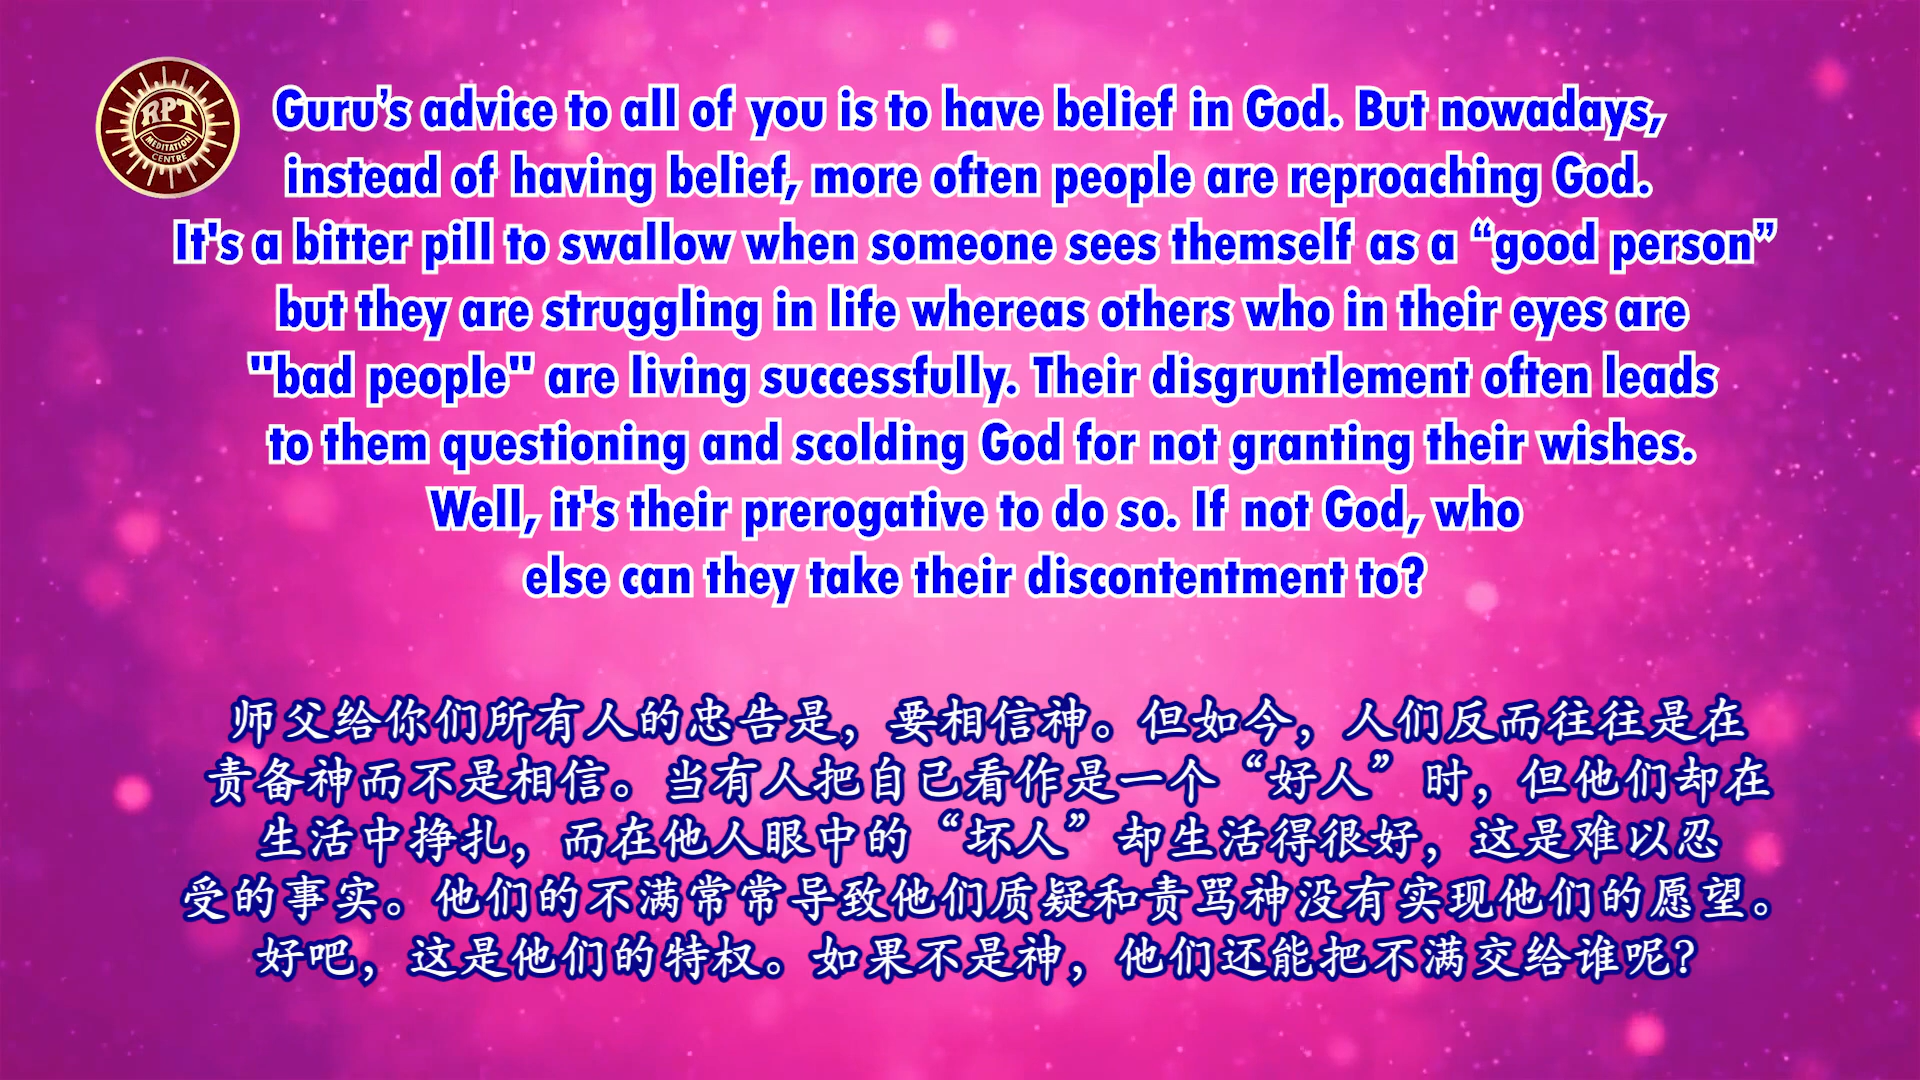 RPT
MEDITATION
CENTRE
Guru’s advice to all of you is to have belief in God. But nowadays,
instead of having belief, more often people are reproaching God.
It's a bitter pill to swallow when someone sees themself as a “good person”
but they are struggling in life whereas others who in their eyes are
"bad people" are living successfully. Their disgruntlement often leads
to them questioning and scolding God for not granting their wishes.
Well, it's their prerogative to do so. If not God, who
else can they take their discontentment to?
师父给你们所有人的忠告是，要相信神。但如今，人们反而往往是在
责备神而不是相信。当有人把自己看作是一个“好人”时，但他们却在
生活中挣扎，而在他人眼中的“坏人”却生活得很好，这是难以忍
受的事实。他们的不满常常导致他们质疑和责骂神没有实现他们的愿望。
好吧，这是他们的特权。如果不是神，他们还能把不满交给谁呢？